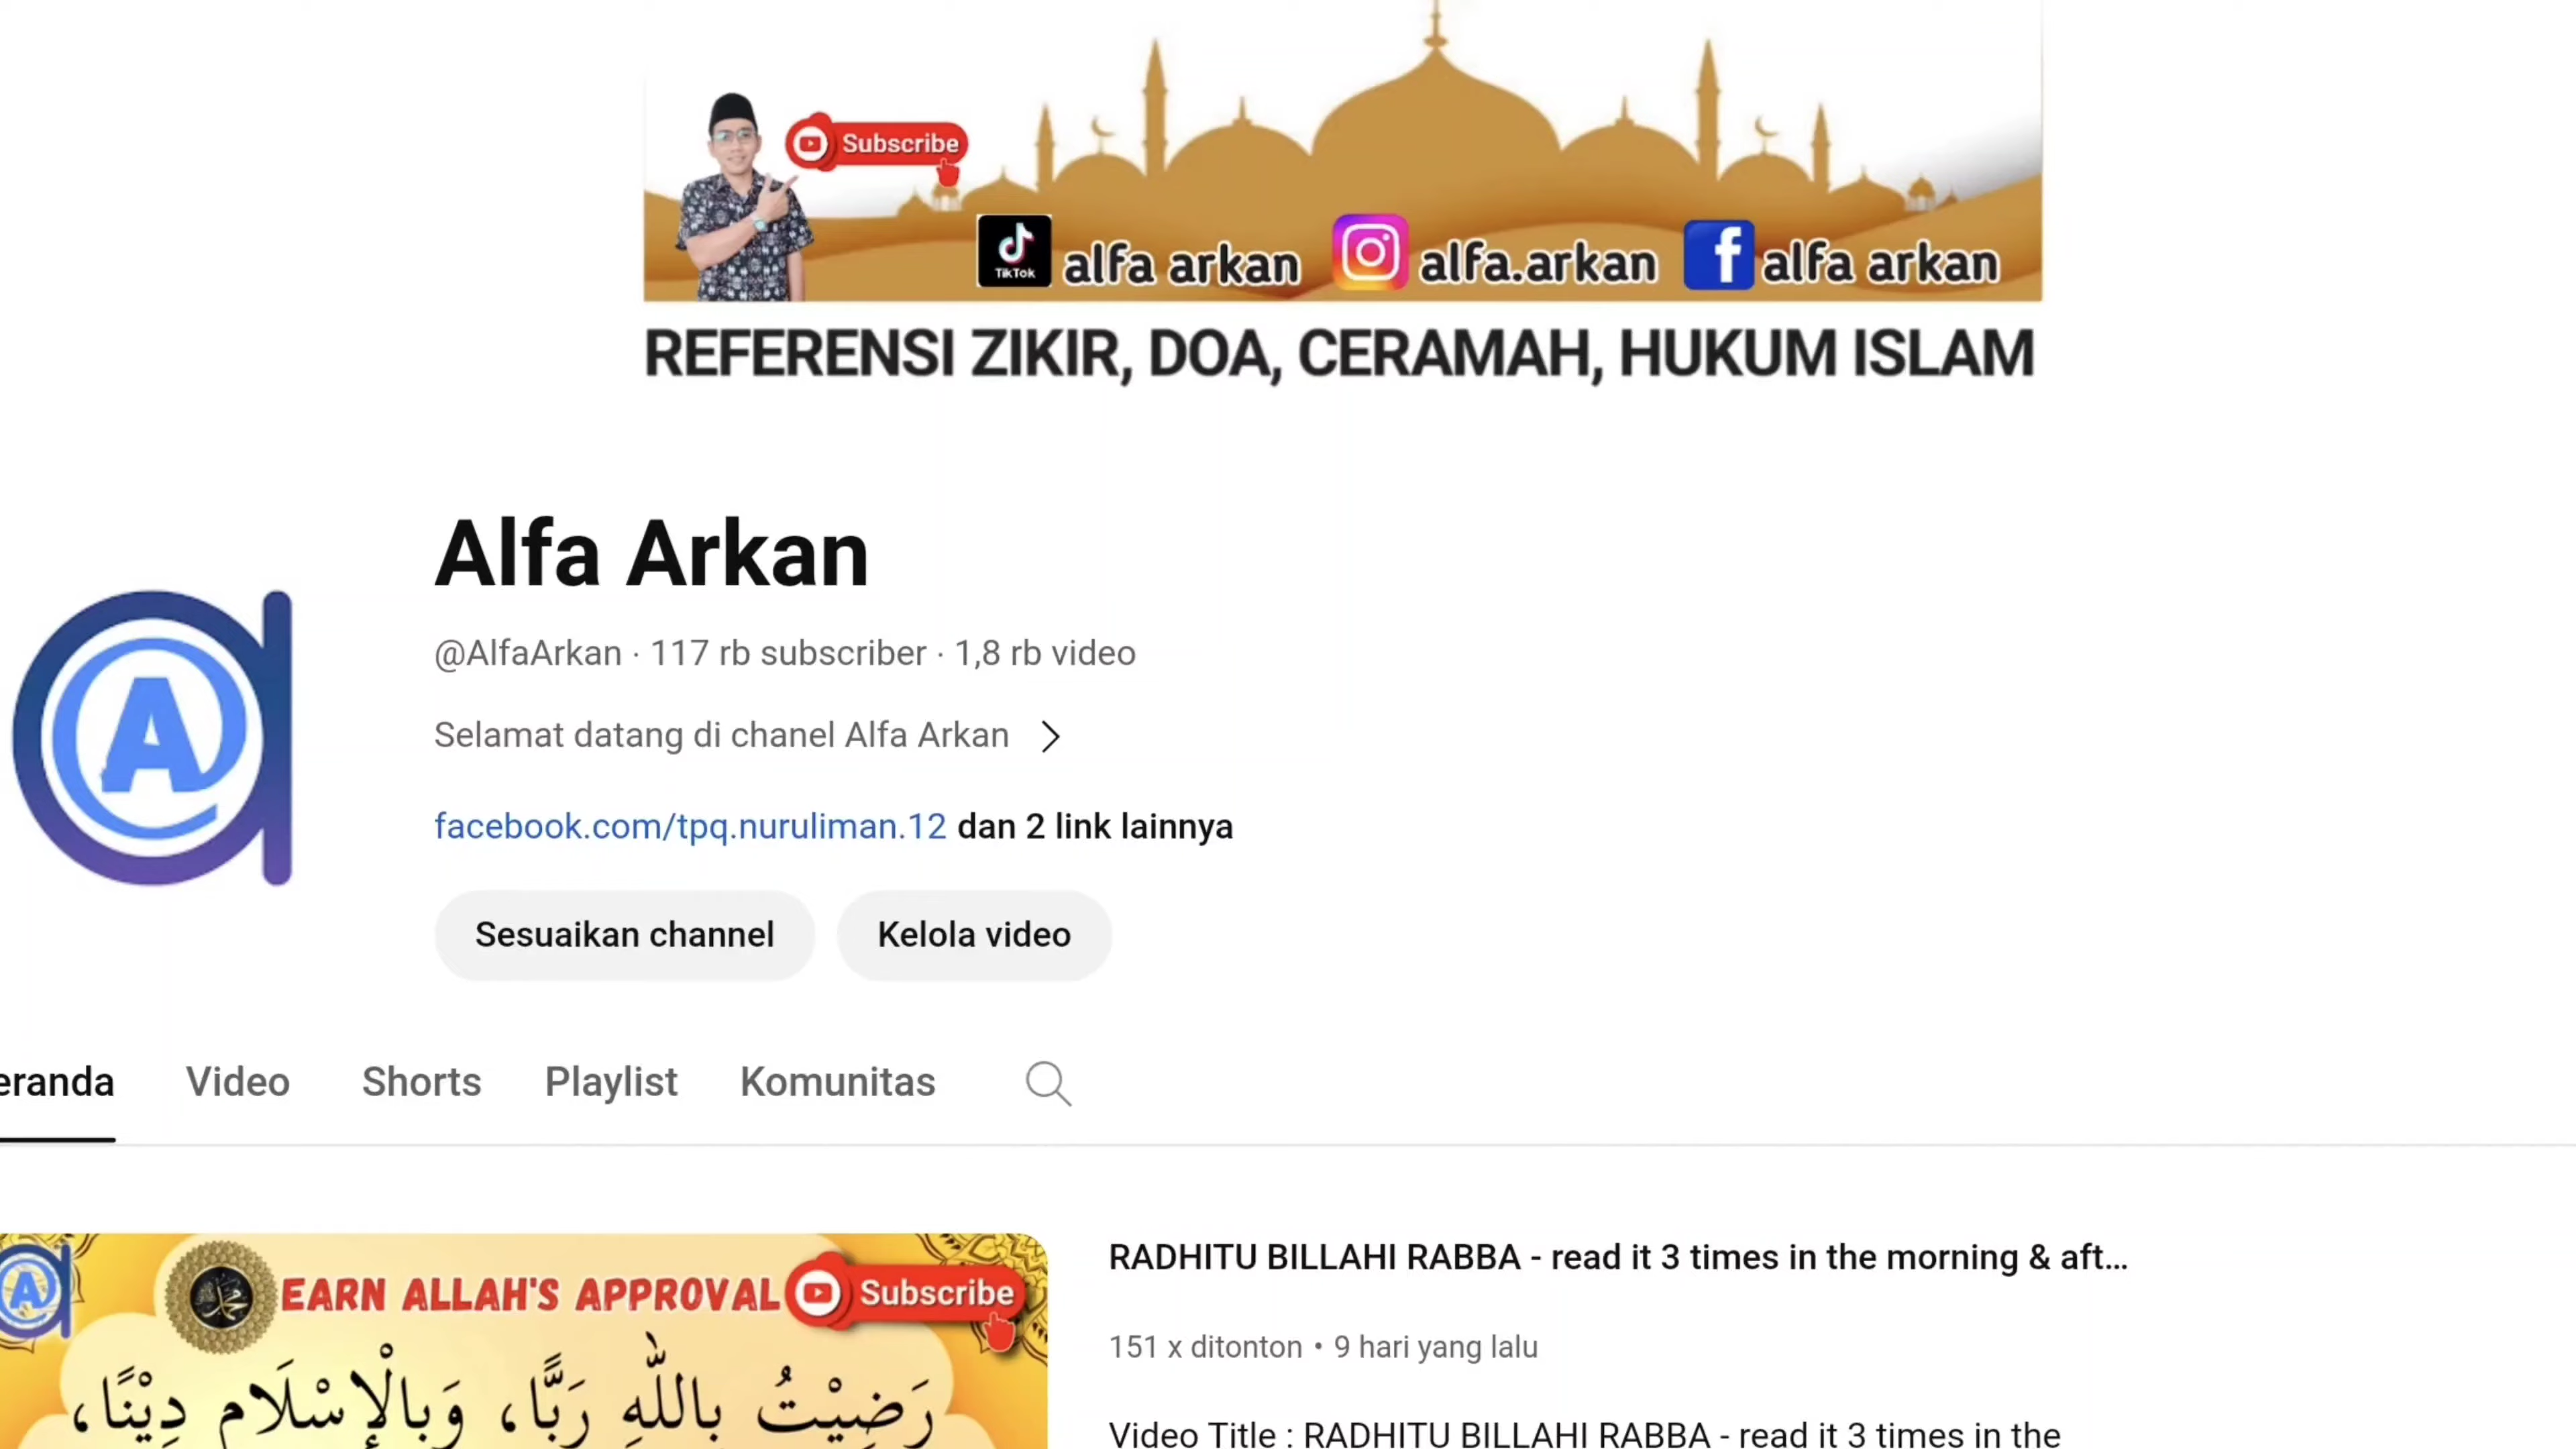 Subscribe
TikTok
alfa arkan
alfa.arkan
alfa arkan
REFERENSI ZIKIR, DOA, CERAMAH, HUKUM ISLAM
Alfa Arkan
@AlfaArkan · 117 rb subscriber · 1,8 rb video
Selamat datang di chanel Alfa Arkan
A
facebook.com/tpq.nuruliman.12 dan 2 link lainnya
Sesuaikan channel
Kelola video
eranda
Video
Shorts
Playlist
Komunitas
A
محمد
EARN ALLAH'S APPROVAL
Subscribe
رَضِيْتُ بِاللّٰهِ رَبًّا، وَبِالْإِسْلَامِ دِيْنًا،
RADHITU BILLAHI RABBA - read it 3 times in the morning & aft...
151 x ditonton • 9 hari yang lalu
Video Title : RADHITU BILLAHI RABBA - read it 3 times in the